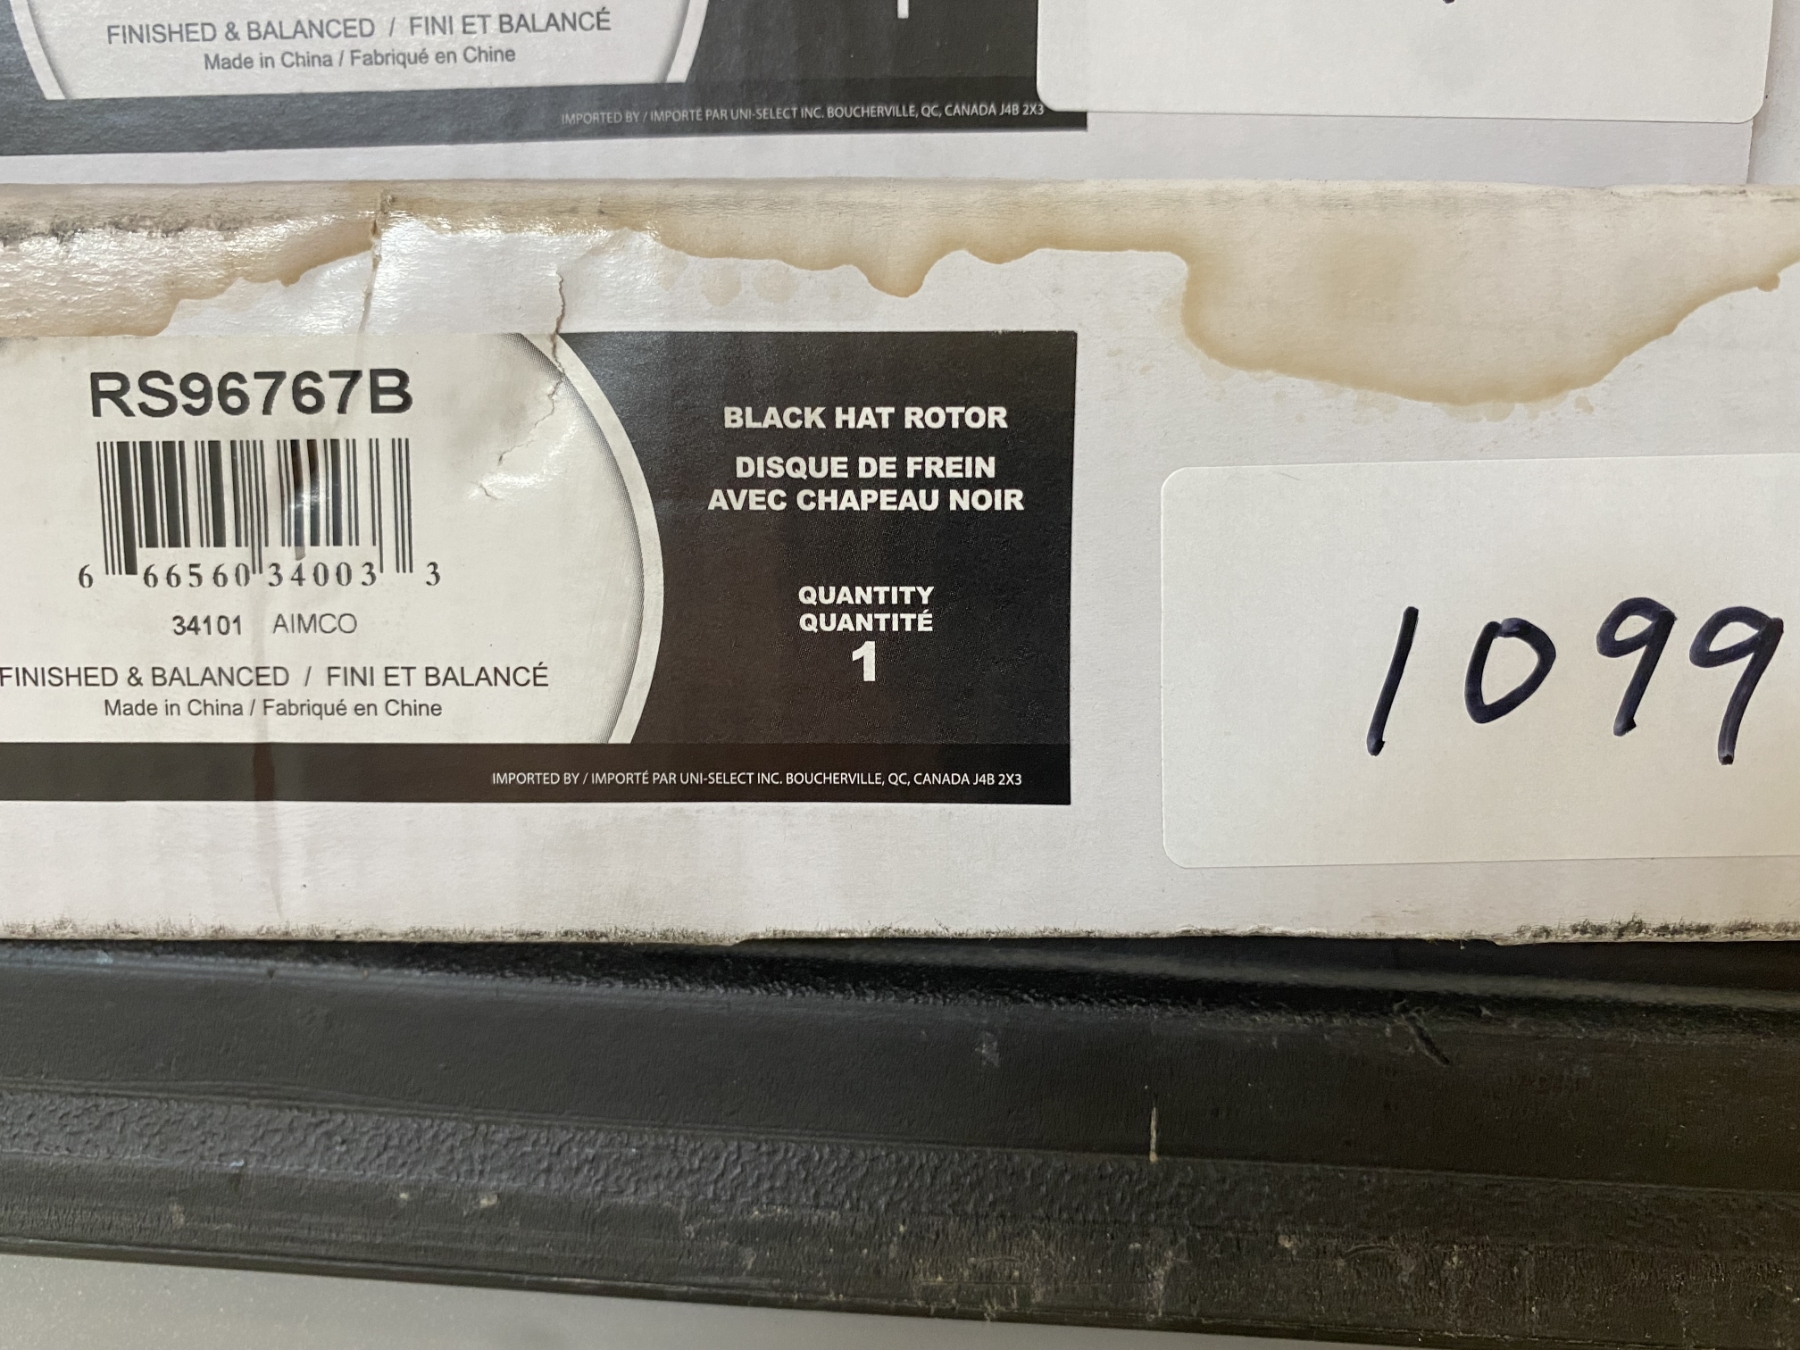 FINISHED & BALANCED / FINI ET BALANCÉ
Made in China / Fabriqué en Chine
IMPORTED BY / IMPORTÉ PAR UNI-SELECT INC. BOUCHERVILLE, QC, CANADA J4B 2X3
RS96767B
6 66560 34003 3
34101 AIMCO
FINISHED & BALANCED / FINI ET BALANCÉ
Made in China / Fabriqué en Chine
BLACK HAT ROTOR
DISQUE DE FREIN
AVEC CHAPEAU NOIR
QUANTITY
QUANTITÉ
1
IMPORTED BY / IMPORTÉ PAR UNI-SELECT INC. BOUCHERVILLE, QC, CANADA J4B 2X3
1099